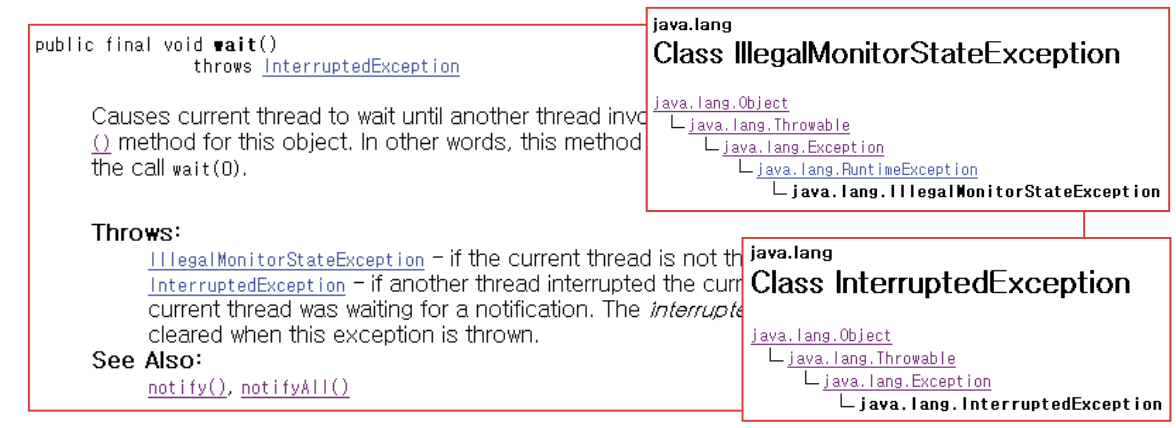 public final void wait()
throws InterruptedException
Causes current thread to wait until another thread invo
() method for this object. In other words, this method
the call wait(0).
Throws:
IllegalMonitorStateException - if the current thread is not th
InterruptedException - if another thread interrupted the curr
current thread was waiting for a notification. The interrupte
cleared when this exception is thrown.
See Also:
notify(), notifyAll()
java.lang
Class IllegalMonitorStateException
java.lang.Object
java.lang.Throwable
java.lang.Exception
java.lang.RuntimeException
java.lang.IllegalMonitorStateException
java.lang
Class InterruptedException
java.lang.Object
java.lang.Throwable
java.lang.Exception
java.lang.InterruptedException